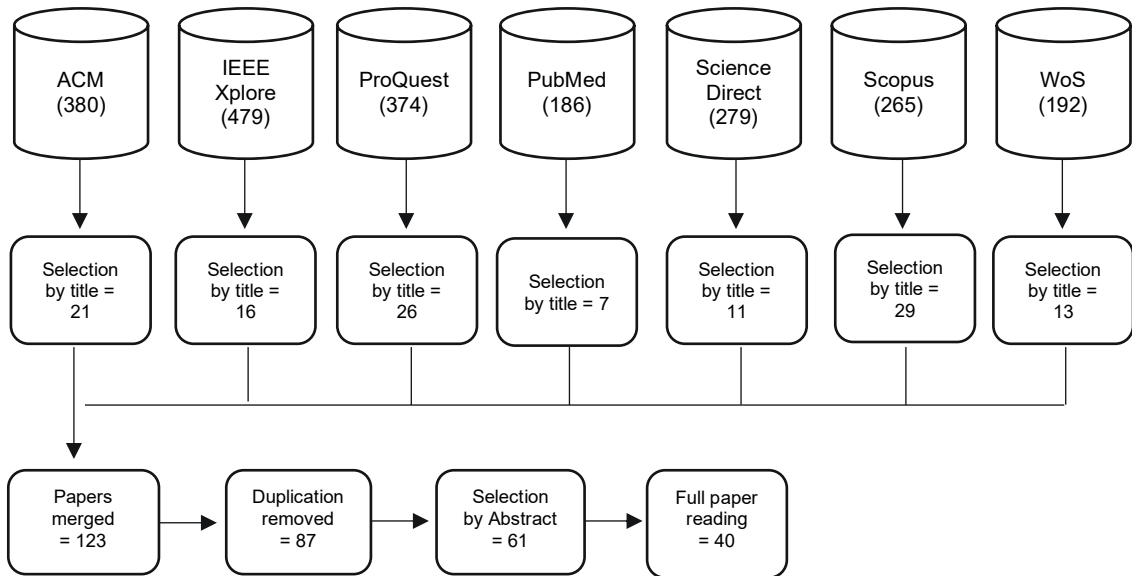 ACM
(380)
IEEE
Xplore
(479)
ProQuest
(374)
PubMed
(186)
Science
Direct
(279)
Scopus
(265)
WoS
(192)
Selection
by title =
21
Selection
by title =
16
Selection
by title =
26
Selection
by title = 7
Selection
by title =
11
Selection
by title =
29
Selection
by title =
13
Papers
merged
= 123
Duplication
removed
= 87
Selection
by Abstract
= 61
Full paper
reading
= 40